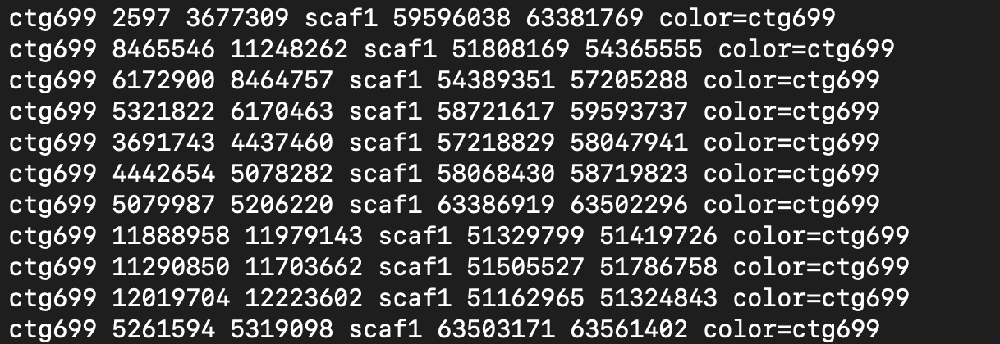 ctg699 2597 3677309 scaf1 59596038 63381769 color=ctg699
ctg699 8465546 11248262 scaf1 51808169 54365555 color=ctg699
ctg699 6172900 8464757 scaf1 54389351 57205288 color=ctg699
ctg699 5321822 6170463 scaf1 58721617 59593737 color=ctg699
ctg699 3691743 4437460 scaf1 57218829 58047941 color=ctg699
ctg699 4442654 5078282 scaf1 58068430 58719823 color=ctg699
ctg699 5079987 5206220 scaf1 63386919 63502296 color=ctg699
ctg699 11888958 11979143 scaf1 51329799 51419726 color=ctg699
ctg699 11290850 11703662 scaf1 51505527 51786758 color=ctg699
ctg699 12019704 12223602 scaf1 51162965 51324843 color=ctg699
ctg699 5261594 5319098 scaf1 63503171 63561402 color=ctg699